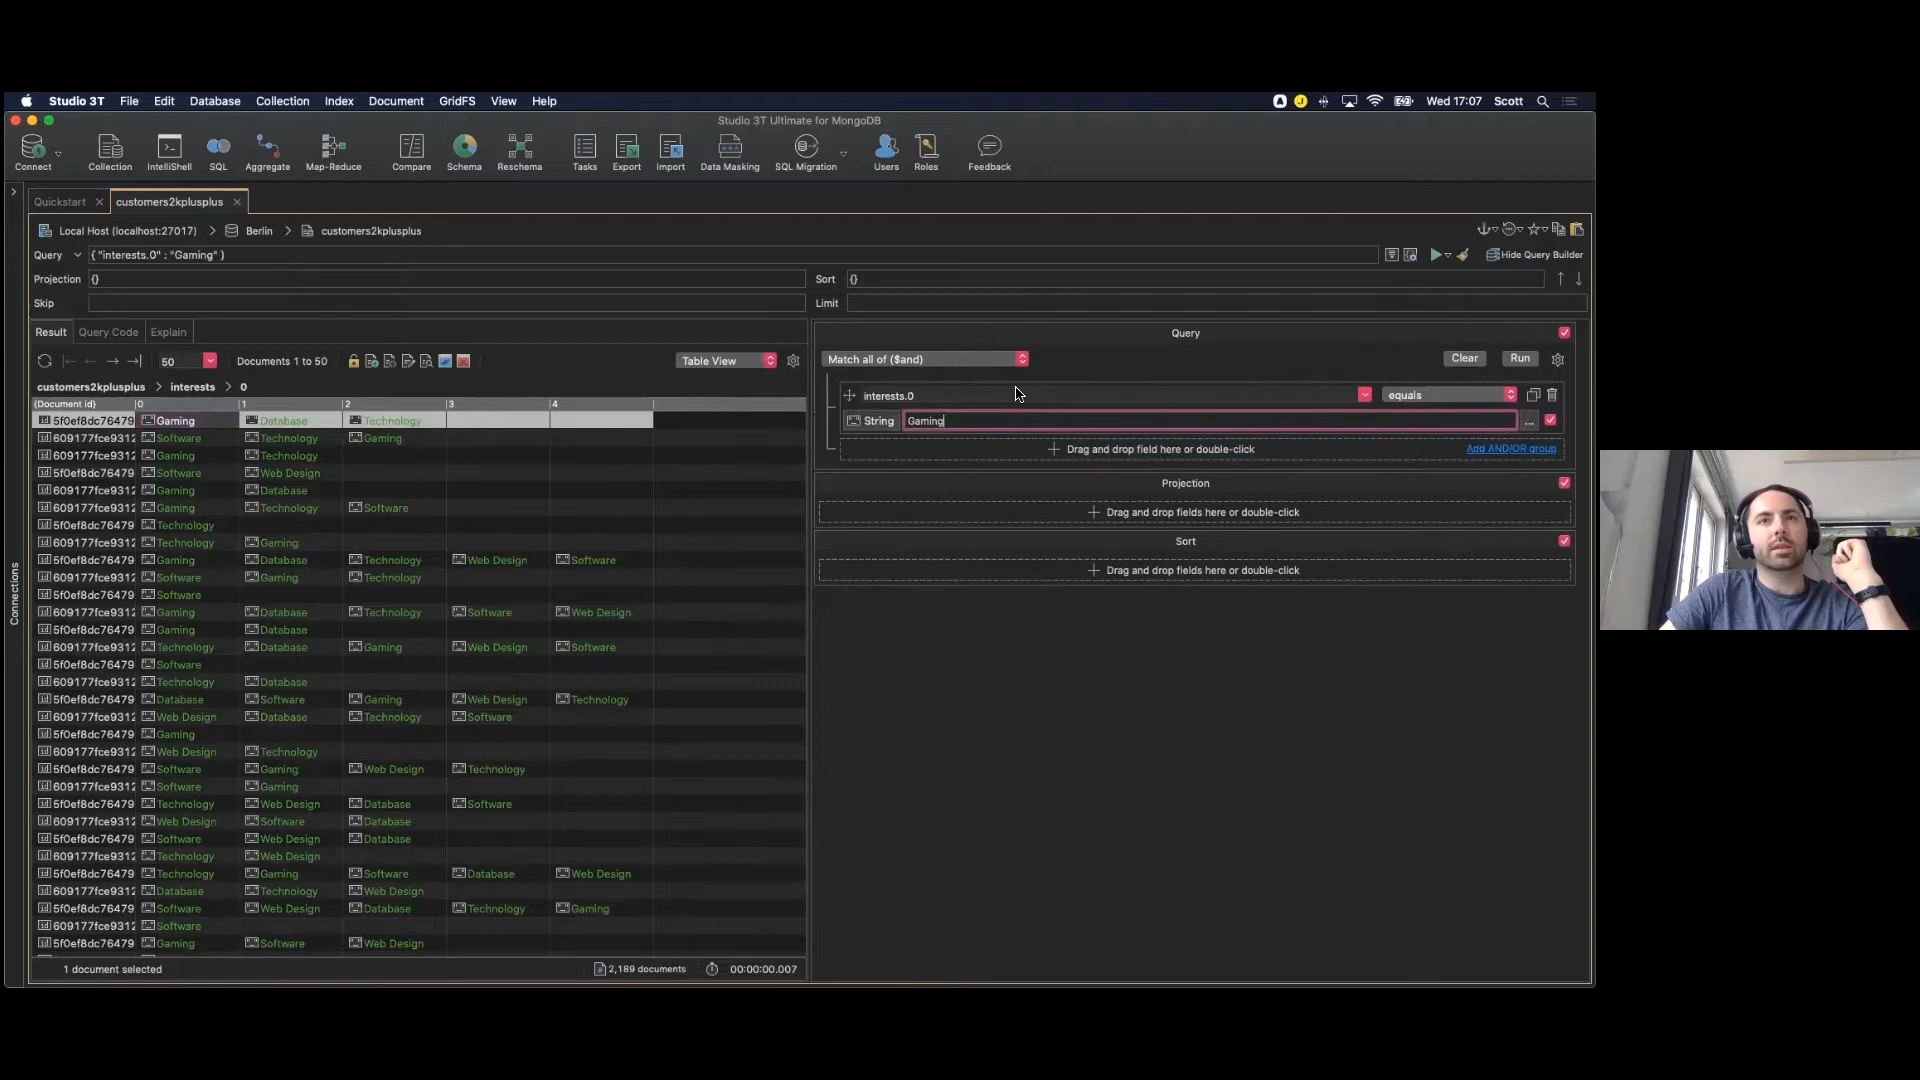 Studio 3T File Edit Database Collection Index Document GridFS View Help Wed 17:07 Scott
Studio 3T Ultimate for MongoDB
Connect Collection IntelliShell SQL Aggregate Map-Reduce Compare Schema Reschema Tasks Export Import Data Masking SQL Migration Users Roles Feedback
Quickstart customers2kplusplus
Local Host (localhost:27017) Berlin customers2kplusplus
Query { "interests.0" : "Gaming" } Hide Query Builder
Projection {} Sort {}
Skip Limit
Result Query Code Explain
50 Documents 1 to 50 Table View
customers2kplusplus > interests > 0
{Document id} 0 1 2 3 4
5f0ef8dc76479 Gaming Database Technology
609177fce9312 Software Technology Gaming
609177fce9312 Gaming Technology
5f0ef8dc76479 Software Web Design
609177fce9312 Gaming Database
609177fce9312 Gaming Technology Software
5f0ef8dc76479 Technology
609177fce9312 Technology Gaming
5f0ef8dc76479 Gaming Database Technology Web Design Software
609177fce9312 Software Gaming Technology
5f0ef8dc76479 Software
609177fce9312 Gaming Database Technology Software Web Design
5f0ef8dc76479 Gaming Database
609177fce9312 Technology Database Gaming Web Design Software
5f0ef8dc76479 Software
609177fce9312 Technology Database
5f0ef8dc76479 Database Software Gaming Web Design Technology
609177fce9312 Web Design Database Technology Software
5f0ef8dc76479 Gaming
609177fce9312 Web Design Technology
5f0ef8dc76479 Software Gaming Web Design Technology
609177fce9312 Software Gaming
5f0ef8dc76479 Technology Web Design Database Software
609177fce9312 Web Design Software Database
5f0ef8dc76479 Software Web Design Database
609177fce9312 Technology Web Design
5f0ef8dc76479 Technology Gaming Software Database Web Design
609177fce9312 Database Technology Web Design
5f0ef8dc76479 Software Web Design Database Technology Gaming
609177fce9312 Software
5f0ef8dc76479 Gaming Software Web Design
1 document selected 2,189 documents 00:00:00.007
Query
Match all of ($and) Clear Run
interests.0 equals
String Gaming ...
Drag and drop field here or double-click Add AND/OR group
Projection
Drag and drop fields here or double-click
Sort
Drag and drop fields here or double-click
Connections